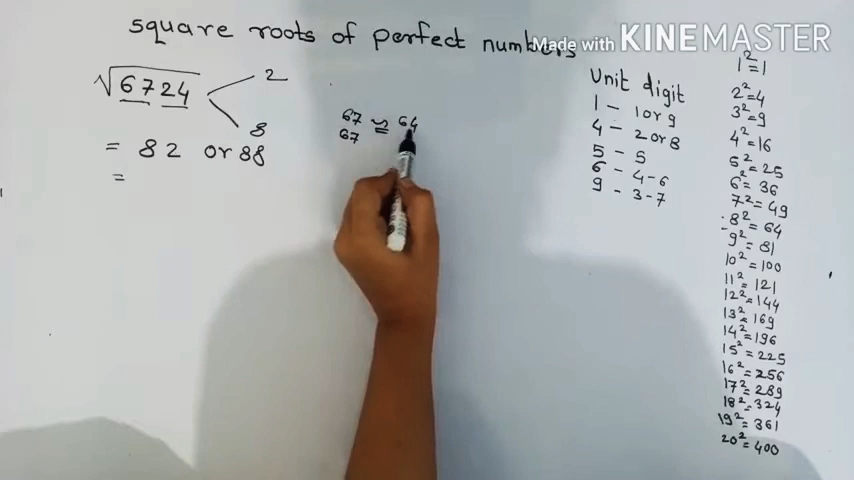 square roots of perfect numbers
Made with KINEMASTER
√6724 2
8
= 82 or 88
=
67 ≃ 64
67
Unit digit
1 - 1 or 9
4 - 2 or 8
5 - 5
6 - 4 - 6
9 - 3 - 7
1² = 1
2² = 4
3² = 9
4² = 16
5² = 25
6² = 36
7² = 49
8² = 64
9² = 81
10² = 100
11² = 121
12² = 144
13² = 169
14² = 196
15² = 225
16² = 256
17² = 289
18² = 324
19² = 361
20² = 400